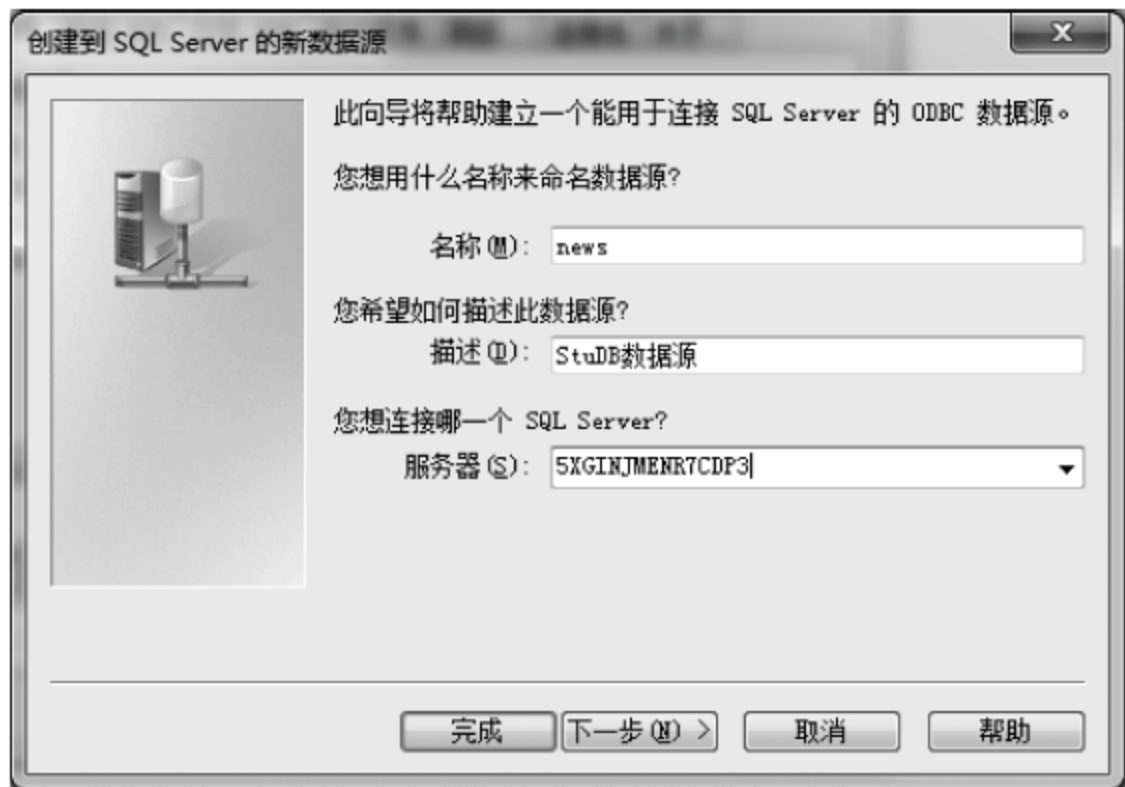 创建到 SQL Server 的新数据源
此向导将帮助建立一个能用于连接 SQL Server 的 ODBC 数据源。
您想用什么名称来命名数据源?
名称(M): news
您希望如何描述此数据源?
描述(D): StuDB数据源
您想连接哪一个 SQL Server?
服务器(S): 5XGINJMENR7CDP3
完成 下一步(N) > 取消 帮助